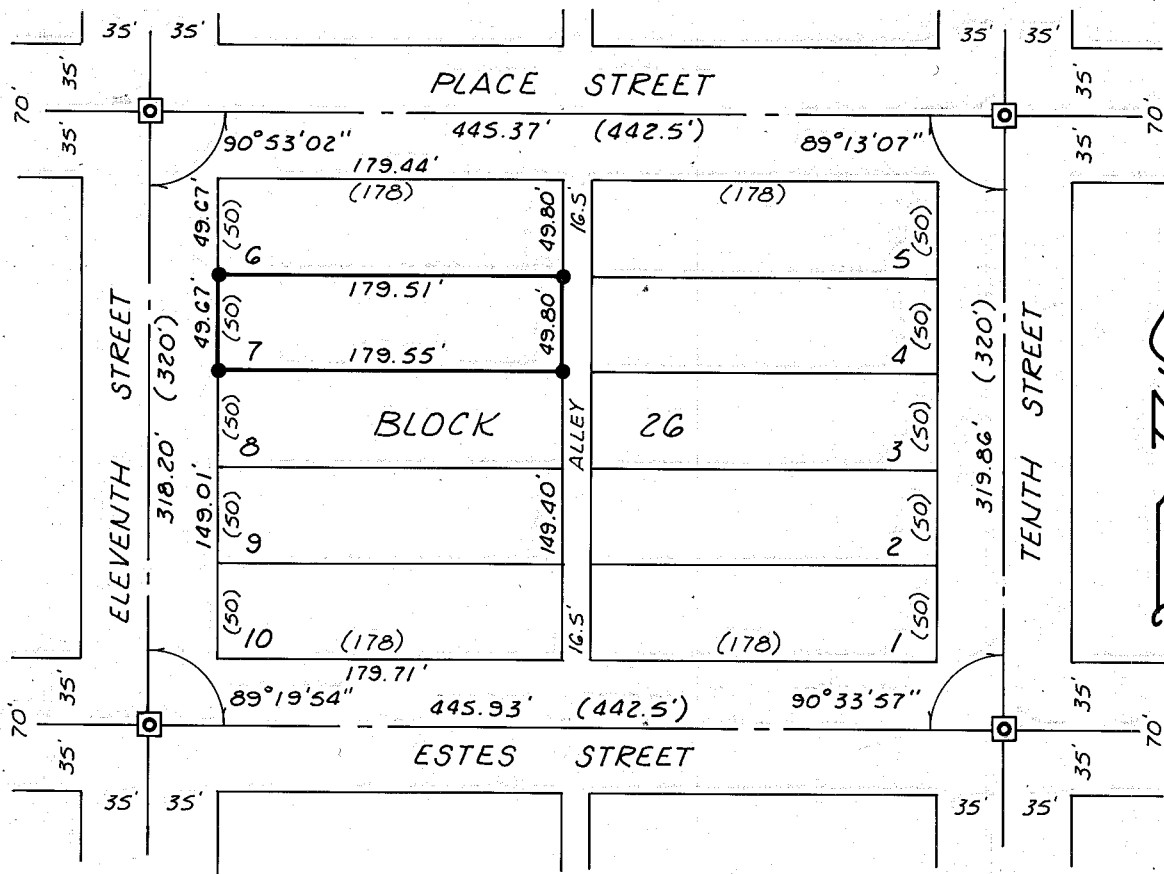 35' 35' 35' 35'
70' 35' 35' 70'
PLACE STREET
35' 445.37' (442.5') 35'
90°53'02" 89°13'07"
179.44'
(178) (178)
49.67' (50) 49.80' 16.5' (50)
6 5
179.51'
49.67' (50) 49.80' (50)
7 4
179.55'
ELEVENTH STREET
318.20' (320')
(50) BLOCK 26 (50)
8 3
ALLEY
319.86' (320')
TENTH STREET
149.01' (50) 149.40' (50)
9 2
(50) 16.5' (50)
10 1
(178) (178)
179.71'
89°19'54" 90°33'57"
70' 35' 35' 70'
445.93' (442.5')
ESTES STREET
35' 35'
35' 35' 35' 35'